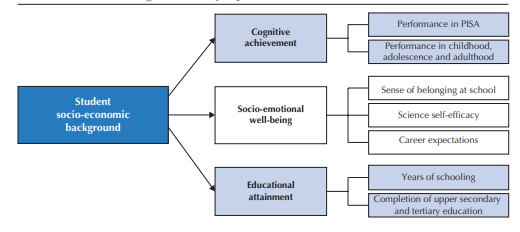 Cognitive
achievement
Performance in PISA
Performance in childhood,
adolescence and adulthood
Student
socio-economic
background
Socio-emotional
well-being
Sense of belonging at school
Science self-efficacy
Career expectations
Educational
attainment
Years of schooling
Completion of upper secondary
and tertiary education